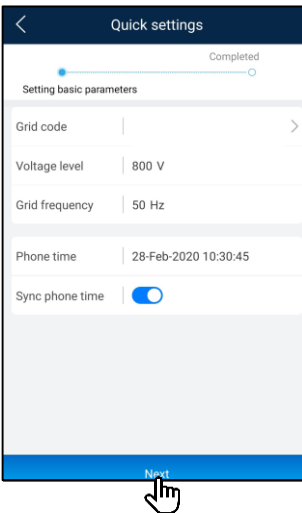 Quick settings
Completed
Setting basic parameters
Grid code
Voltage level 800 V
Grid frequency 50 Hz
Phone time 28-Feb-2020 10:30:45
Sync phone time
Next